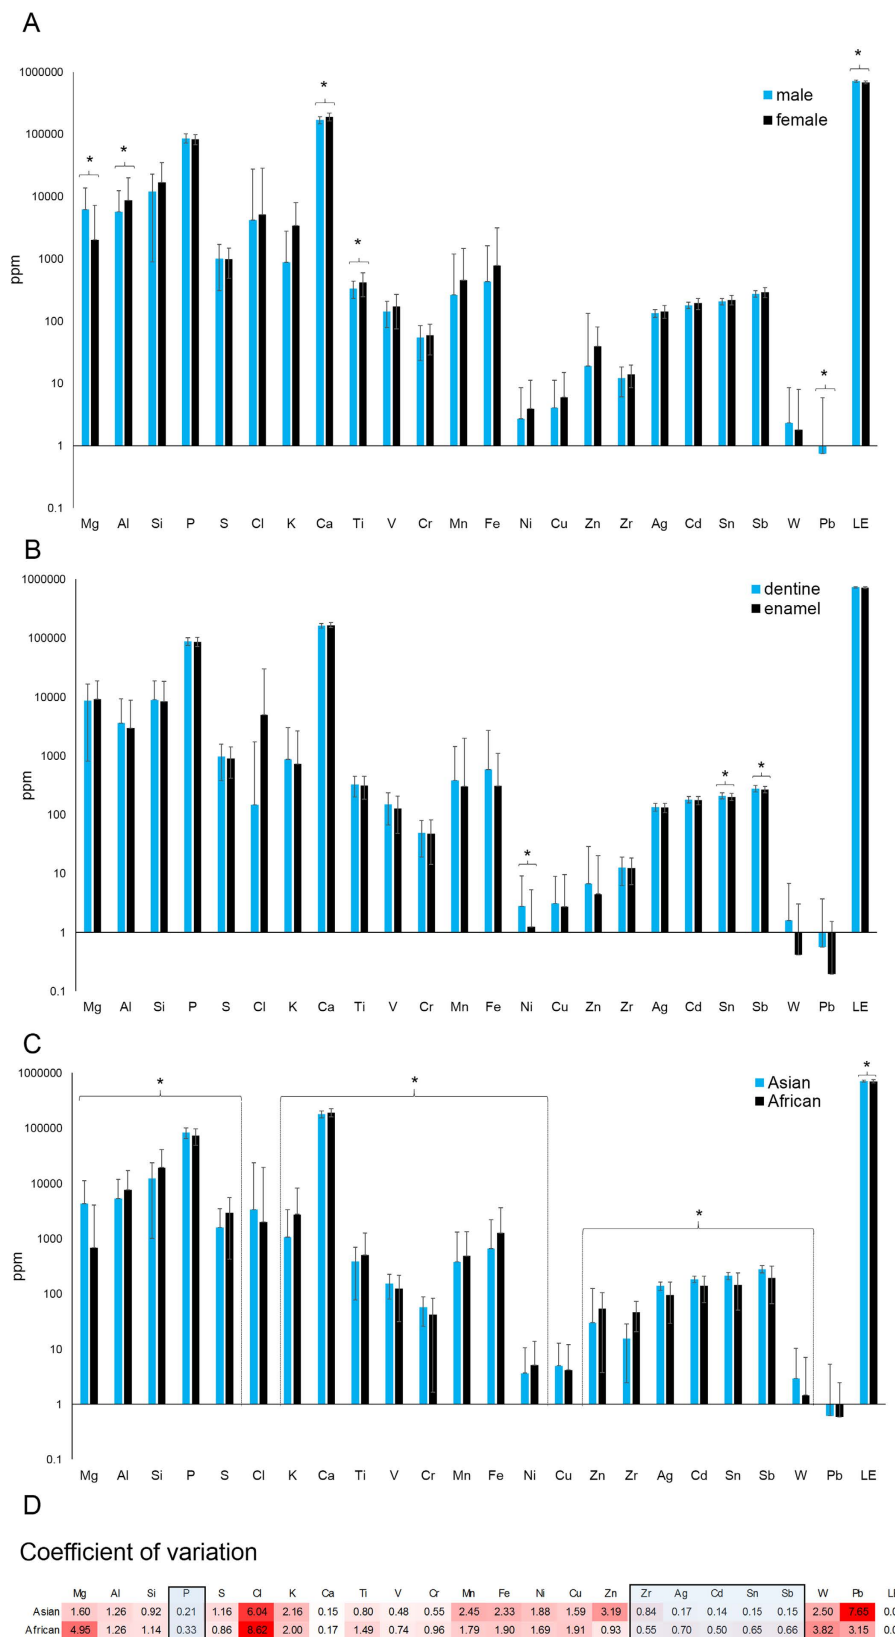 A
1000000
100000
10000
1000
100
10
1
0.1
ppm
male
female
* * * * * *
Mg Al Si P S Cl K Ca Ti V Cr Mn Fe Ni Cu Zn Zr Ag Cd Sn Sb W Pb LE
B
1000000
100000
10000
1000
100
10
1
0.1
ppm
dentine
enamel
* * *
Mg Al Si P S Cl K Ca Ti V Cr Mn Fe Ni Cu Zn Zr Ag Cd Sn Sb W Pb LE
C
1000000
100000
10000
1000
100
10
1
0.1
ppm
Asian
African
* * * *
Mg Al Si P S Cl K Ca Ti V Cr Mn Fe Ni Cu Zn Zr Ag Cd Sn Sb W Pb LE
D
Coefficient of variation
Mg Al Si P S Cl K Ca Ti V Cr Mn Fe Ni Cu Zn Zr Ag Cd Sn Sb W Pb
Asian 1.60 1.26 0.92 0.21 1.16 6.04 2.16 0.15 0.80 0.48 0.55 2.45 2.33 1.88 1.59 3.19 0.84 0.17 0.14 0.15 0.15 2.50 7.65
African 4.95 1.26 1.14 0.33 0.86 8.62 2.00 0.17 1.49 0.74 0.96 1.79 1.90 1.69 1.91 0.93 0.55 0.70 0.50 0.65 0.66 3.82 3.15